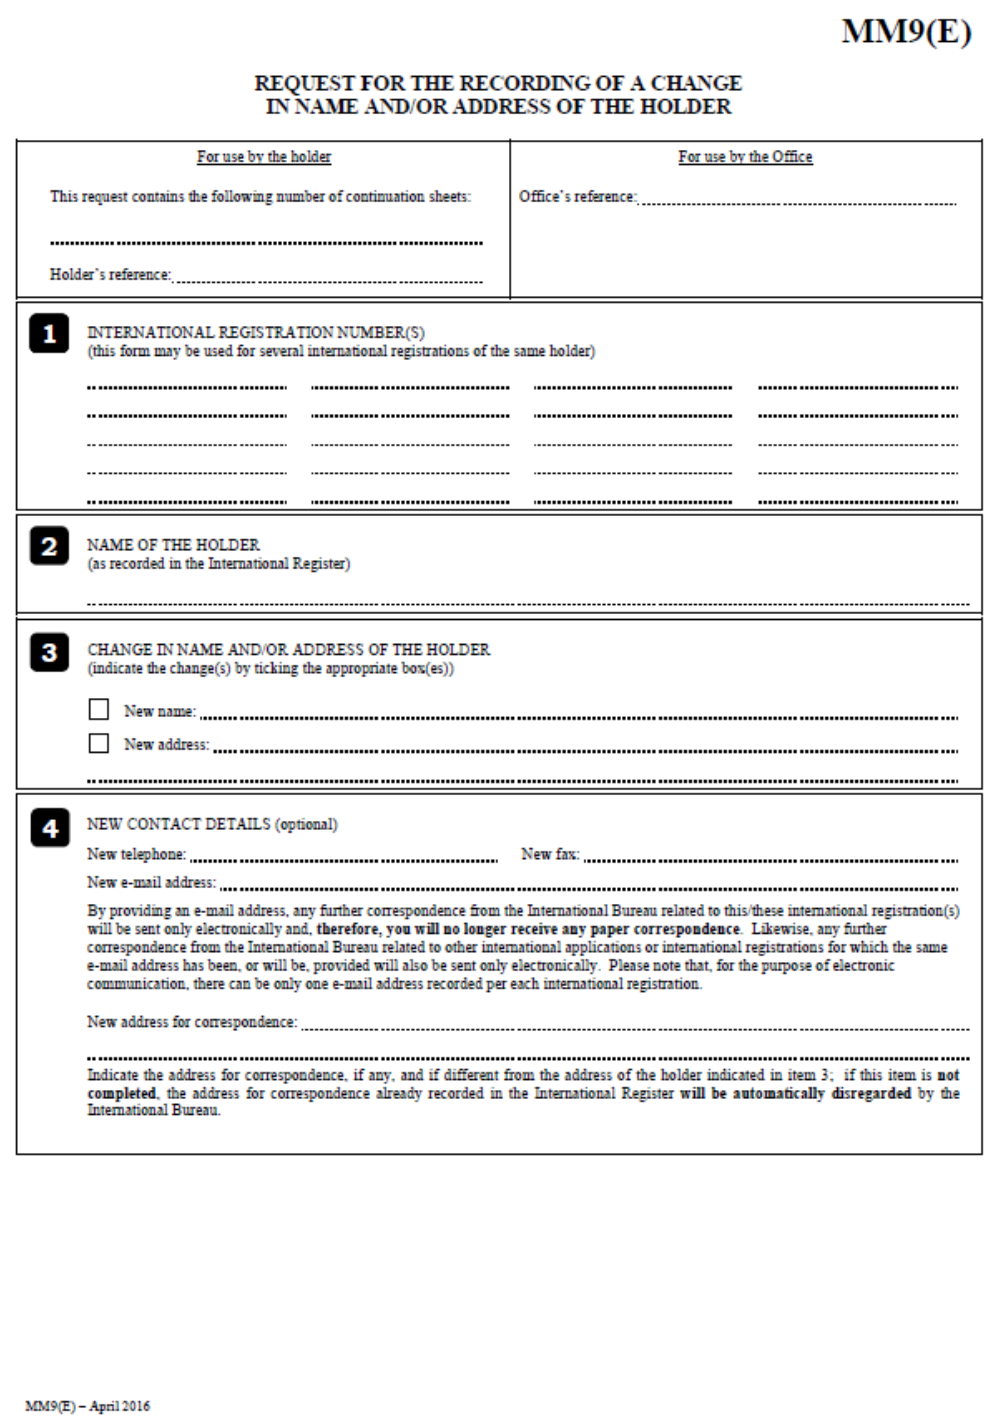 MM9(E)
REQUEST FOR THE RECORDING OF A CHANGE
IN NAME AND/OR ADDRESS OF THE HOLDER
For use by the holder
This request contains the following number of continuation sheets:
Holder's reference:
For use by the Office
Office's reference:
1
INTERNATIONAL REGISTRATION NUMBER(S)
(this form may be used for several international registrations of the same holder)
2
NAME OF THE HOLDER
(as recorded in the International Register)
3
CHANGE IN NAME AND/OR ADDRESS OF THE HOLDER
(indicate the change(s) by ticking the appropriate box(es))
New name:
New address:
4
NEW CONTACT DETAILS (optional)
New telephone: New fax:
New e-mail address:
By providing an e-mail address, any further correspondence from the International Bureau related to this/these international registration(s)
will be sent only electronically and, therefore, you will no longer receive any paper correspondence. Likewise, any further
correspondence from the International Bureau related to other international applications or international registrations for which the same
e-mail address has been, or will be, provided will also be sent only electronically. Please note that, for the purpose of electronic
communication, there can be only one e-mail address recorded per each international registration.
New address for correspondence:
Indicate the address for correspondence, if any, and if different from the address of the holder indicated in item 3; if this item is not
completed, the address for correspondence already recorded in the International Register will be automatically disregarded by the
International Bureau.
MM9(E) – April 2016